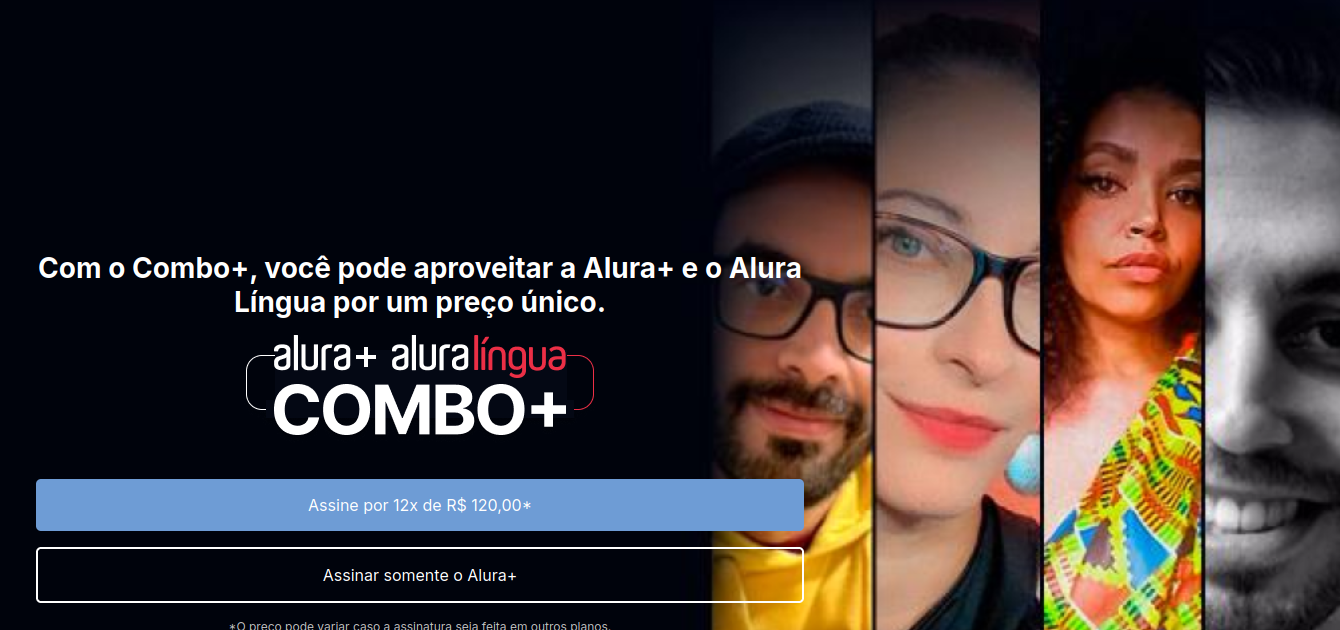 Com o Combo+, você pode aproveitar a Alura+ e o Alura
Língua por um preço único.
alura+ aluralíngua
COMBO+
Assine por 12x de R$ 120,00*
Assinar somente o Alura+
*O preço pode variar caso a assinatura seja feita em outros planos.